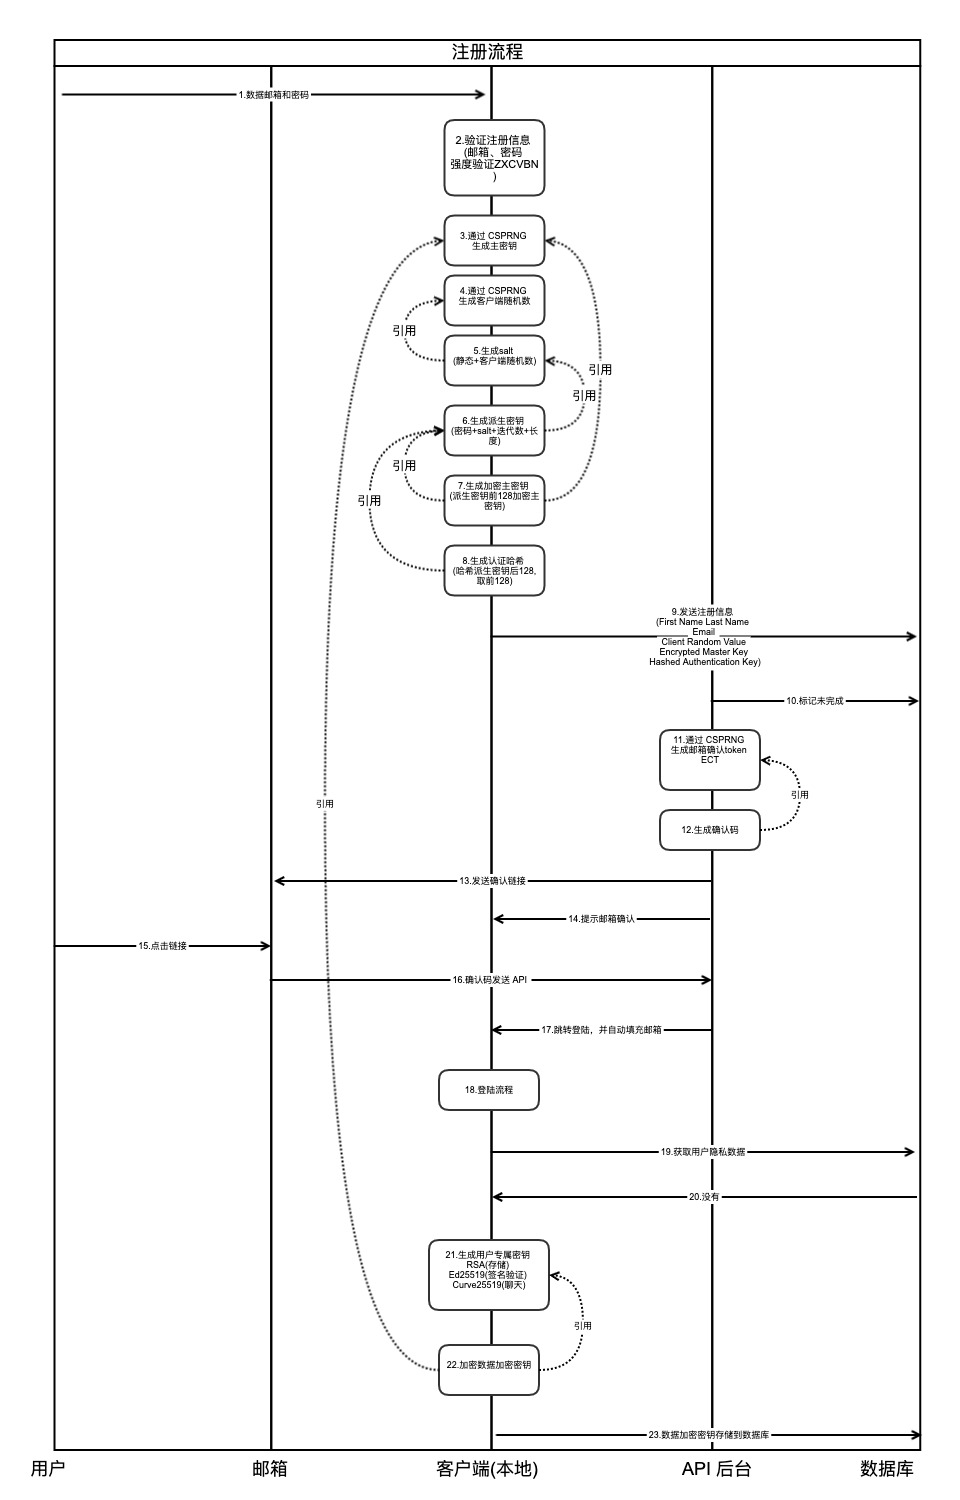 注册流程
1.数据邮箱和密码
2.验证注册信息
(邮箱、密码
强度验证ZXCVBN
)
3.通过 CSPRNG
生成主密钥
4.通过 CSPRNG
生成客户端随机数
引用
5.生成salt
(静态+客户端随机数)
引用
引用
6.生成派生密钥
(密码+salt+迭代数+长
度)
引用
7.生成加密主密钥
(派生密钥前128加密主
密钥)
引用
8.生成认证哈希
(哈希派生密钥后128,
取前128)
9.发送注册信息
(First Name Last Name
Email
Client Random Value
Encrypted Master Key
Hashed Authentication Key)
10.标记未完成
11.通过 CSPRNG
生成邮箱确认token
ECT
引用
引用
12.生成确认码
13.发送确认链接
14.提示邮箱确认
15.点击链接
16.确认码发送 API
17.跳转登陆，并自动填充邮箱
18.登陆流程
19.获取用户隐私数据
20.没有
21.生成用户专属密钥
RSA(存储)
Ed25519(签名验证)
Curve25519(聊天)
引用
22.加密数据加密密钥
23.数据加密密钥存储到数据库
用户
邮箱
客户端(本地)
API 后台
数据库